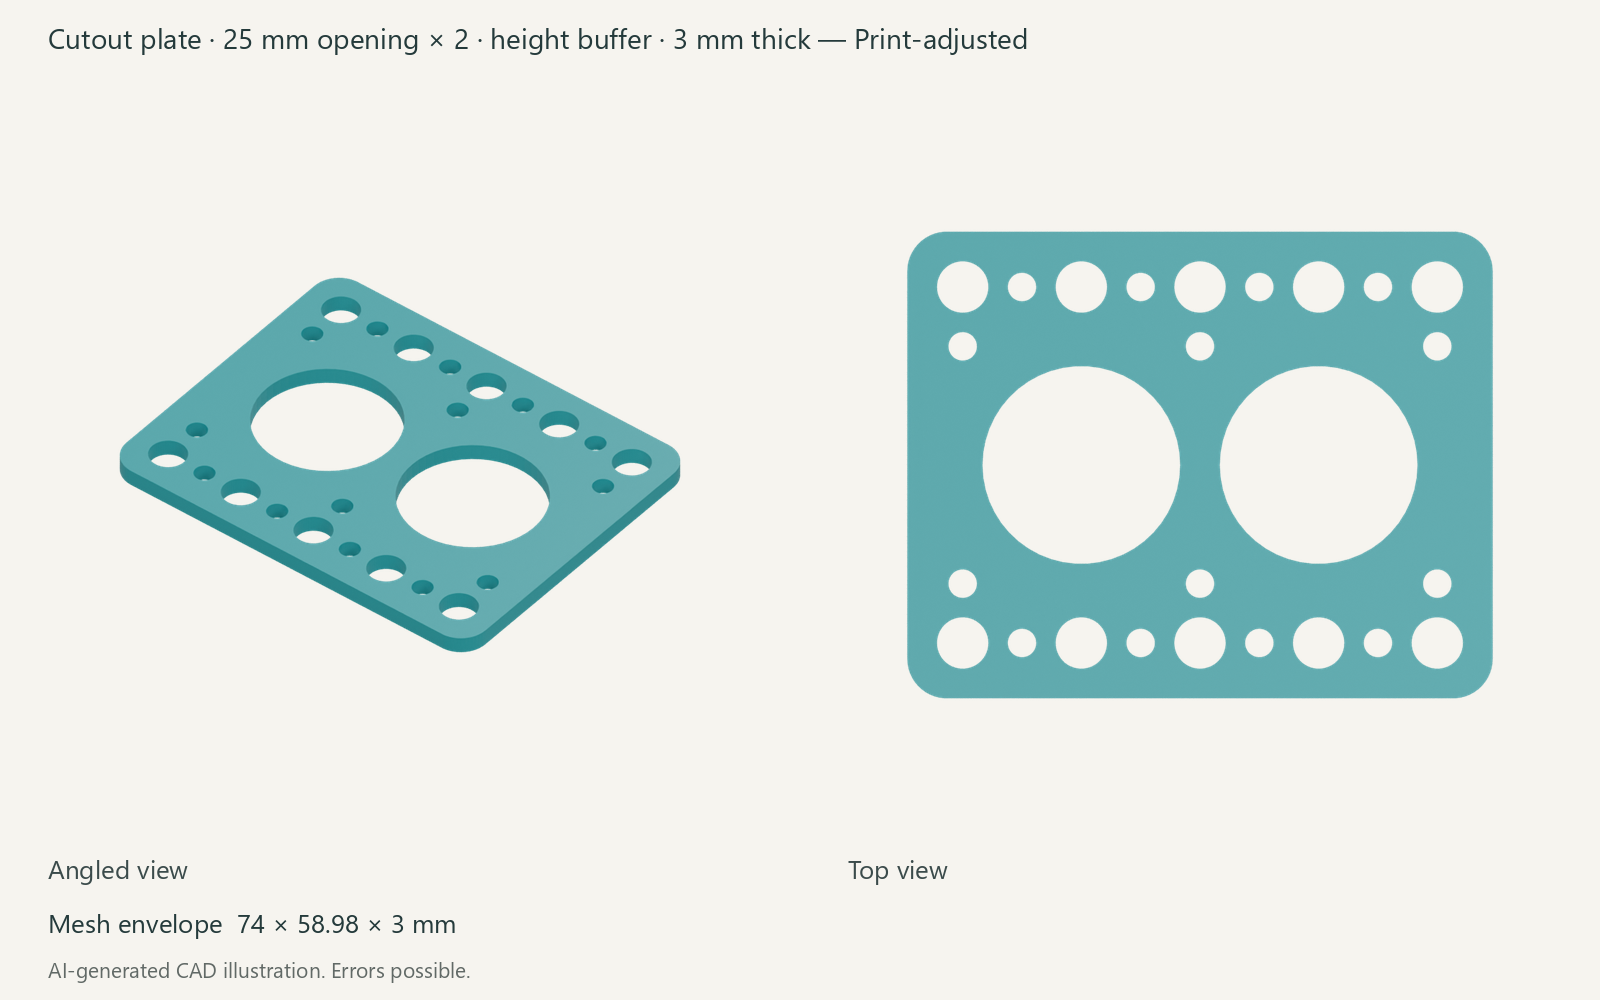 Cutout plate · 25 mm opening × 2 · height buffer · 3 mm thick — Print-adjusted
Angled view
Top view
Mesh envelope 74 × 58.98 × 3 mm
AI-generated CAD illustration. Errors possible.